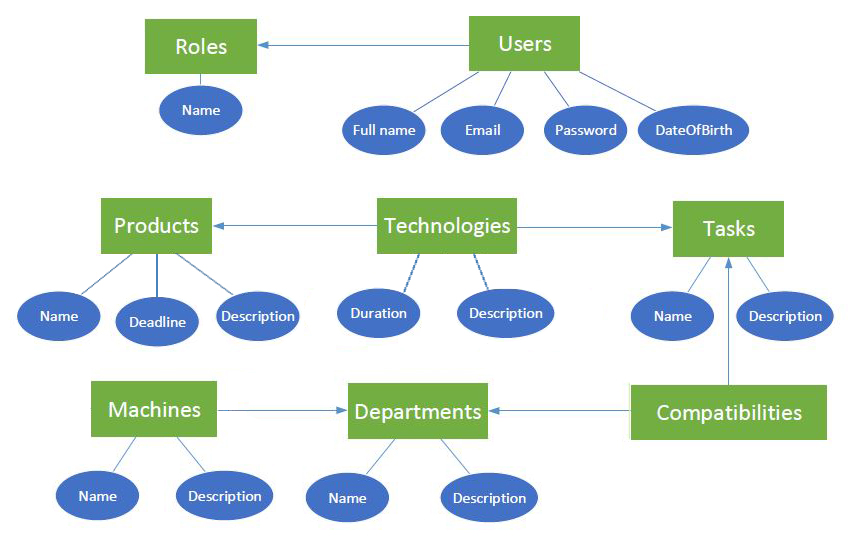 Roles
Users
Name
Full name
Email
Password
DateOfBirth
Products
Technologies
Tasks
Name
Deadline
Description
Duration
Description
Name
Description
Machines
Departments
Compatibilities
Name
Description
Name
Description